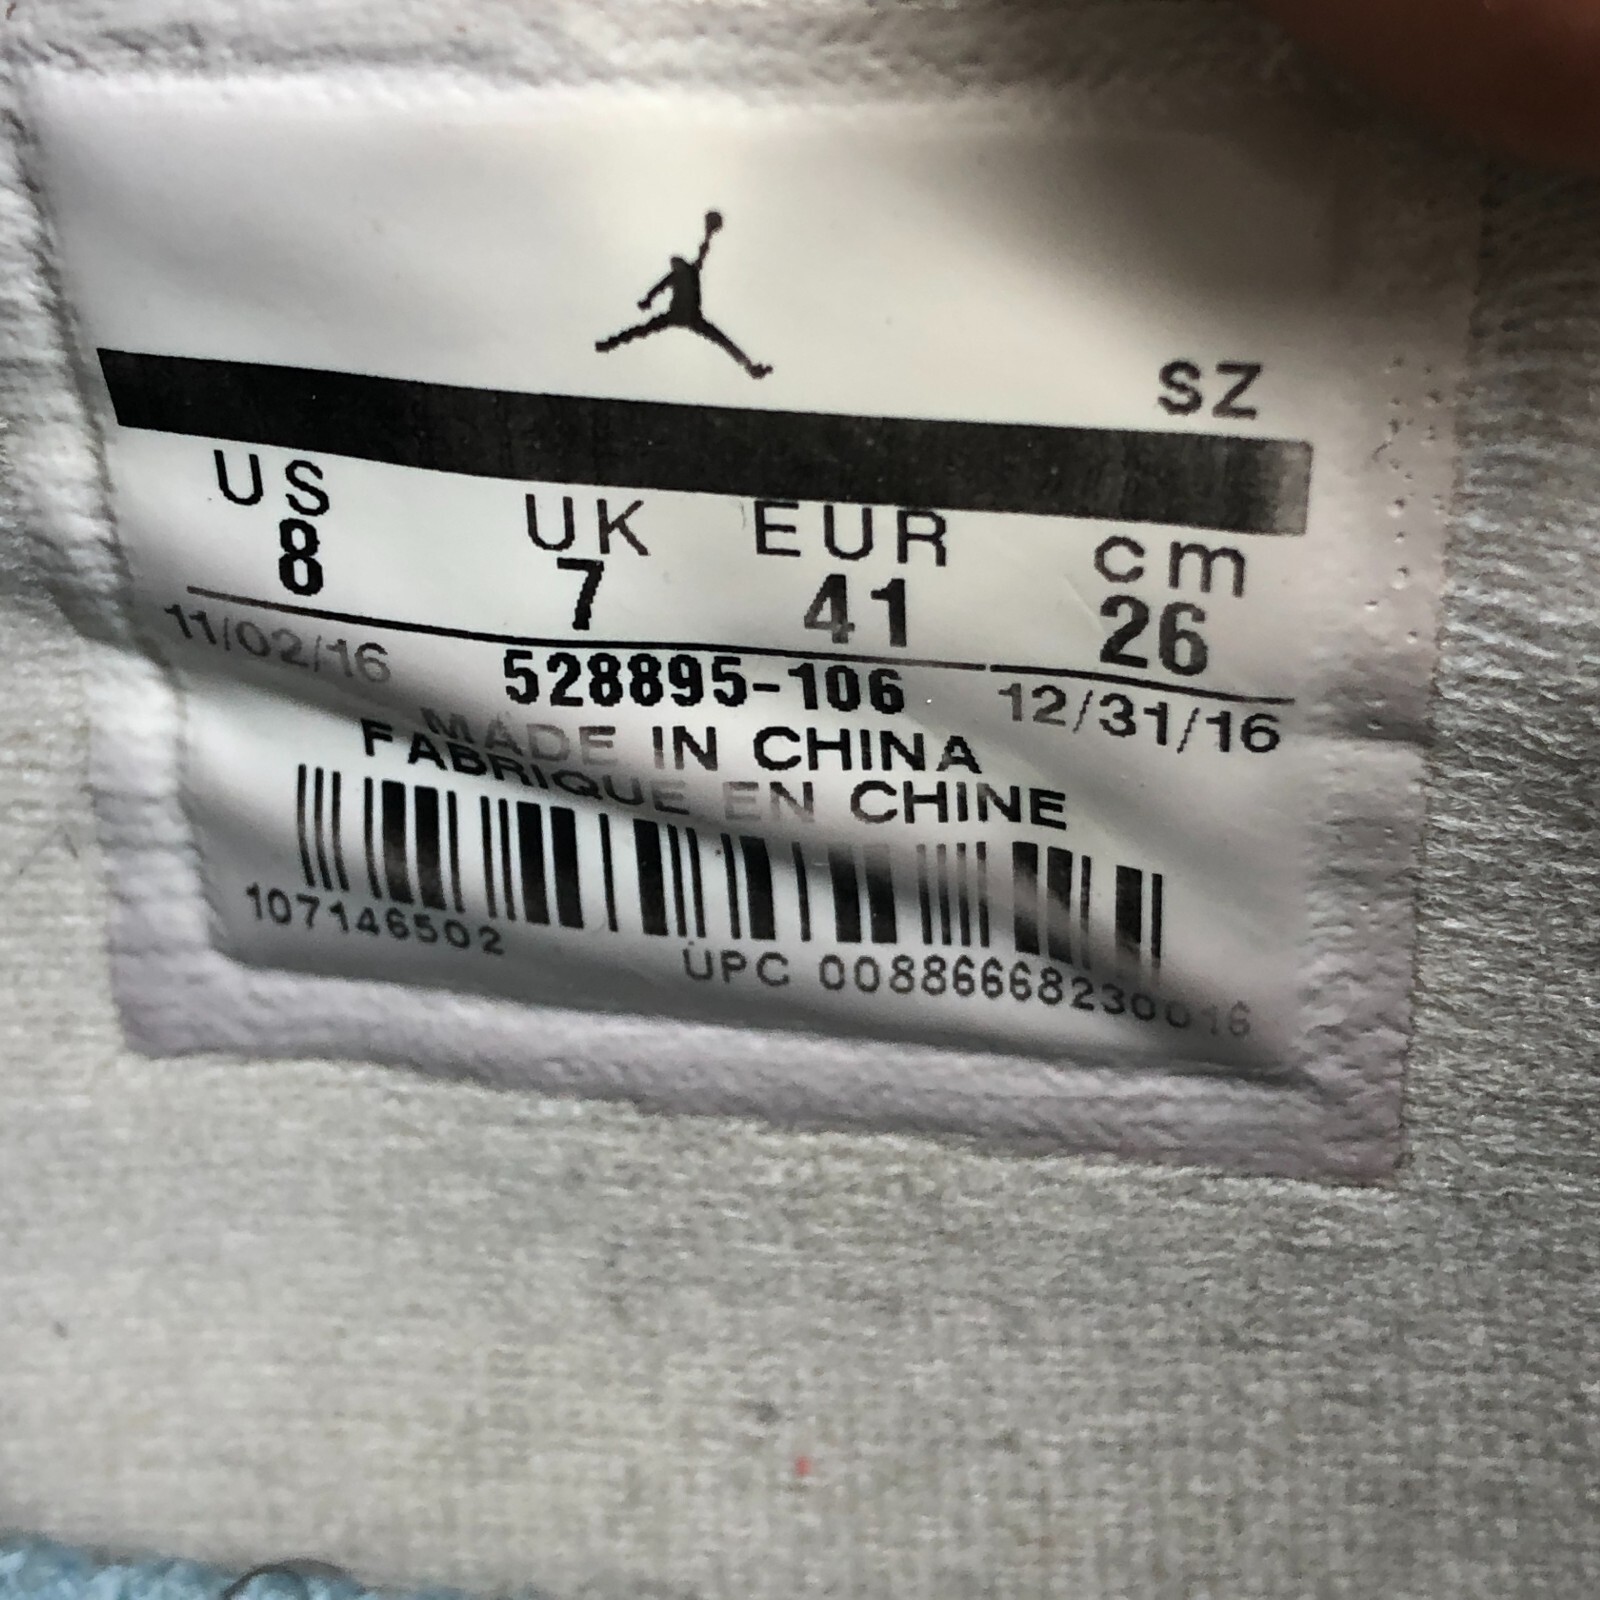 SZ
US UK EUR cm
8 7 41 26
11/02/16 528895-106 12/31/16
MADE IN CHINA
FABRIQUE EN CHINE
107146502
UPC 00886668230016